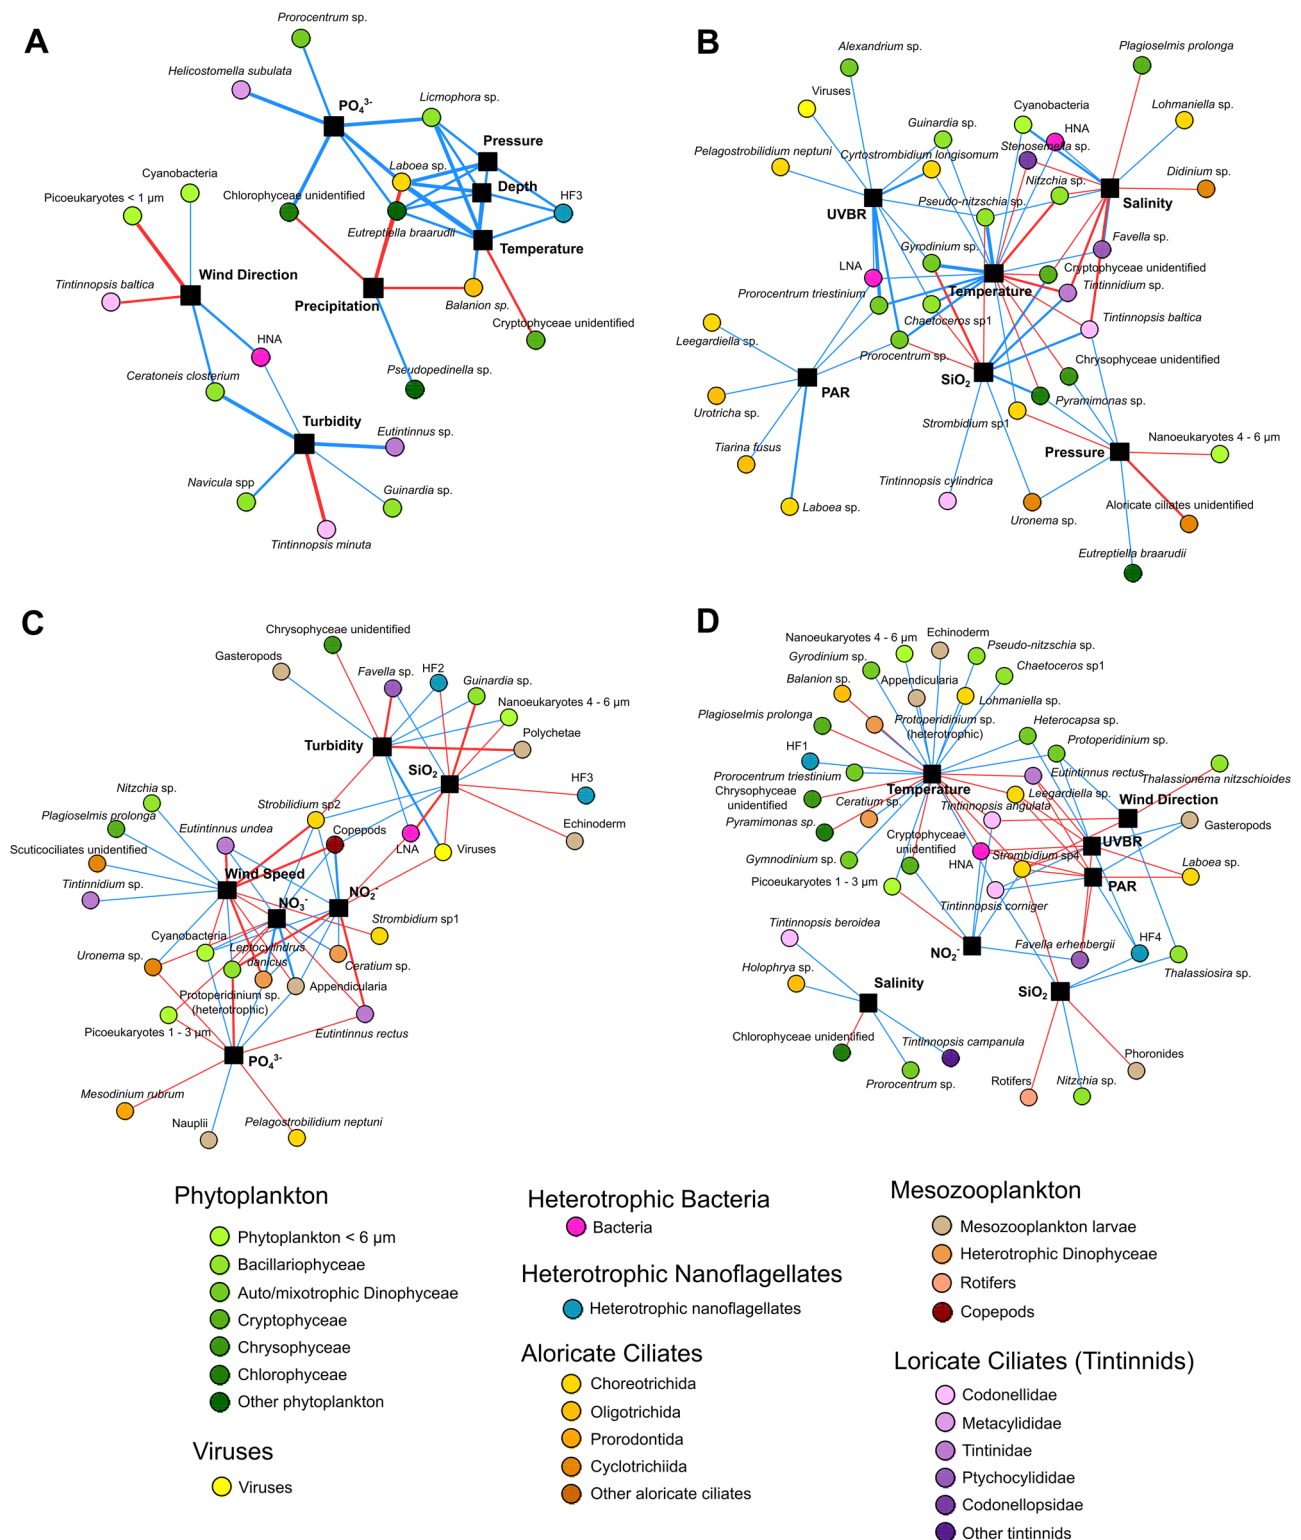 A
Prorocentrum sp.
Helicostomella subulata
PO₄³⁻
Licmophora sp.
Pressure
Laboea sp.
Depth
Cyanobacteria
Picoeukaryotes < 1 µm
Chlorophyceae unidentified
HF3
Eutreptiella braarudii
Temperature
Wind Direction
Tintinnopsis baltica
Precipitation
Balanion sp.
Cryptophyceae unidentified
HNA
Pseudopedinella sp.
Ceratoneis closterium
Turbidity
Eutintinnus sp.
Navicula spp
Guinardia sp.
Tintinnopsis minuta
B
Alexandrium sp.
Plagioselmis prolonga
Viruses
Cyanobacteria
Lohmaniella sp.
Guinardia sp.
HNA
Pelagostrobilidium neptuni
Cyrtostrombidium longisomum
Stenosemella sp.
Didinium sp.
Nitzchia sp.
UVBR
Pseudo-nitzschia sp.
Salinity
Gyrodinium sp.
Favella sp.
LNA
Cryptophyceae unidentified
Prorocentrum triestinium
Temperature
Tintinnidium sp.
Chaetoceros sp1
Tintinnopsis baltica
Leegardiella sp.
Prorocentrum sp.
Chrysophyceae unidentified
PAR
SiO₂
Urotricha sp.
Pyramimonas sp.
Strombidium sp1
Nanoeukaryotes 4 - 6 µm
Tiarina fusus
Pressure
Tintinnopsis cylindrica
Laboea sp.
Uronema sp.
Aloricate ciliates unidentified
Eutreptiella braarudii
C
Chrysophyceae unidentified
Gasteropods
Favella sp.
HF2
Guinardia sp.
Nanoeukaryotes 4 - 6 µm
Polychetae
Turbidity
SiO₂
HF3
Nitzchia sp.
Strobilidium sp2
Plagioselmis prolonga
Eutintinnus undea
Copepods
Echinoderm
Scuticociliates unidentified
LNA
Viruses
Wind Speed
Tintinnidium sp.
NO₃⁻
NO₂⁻
Strombidium sp1
Cyanobacteria
Leptocylindrus
danicus
Uronema sp.
Ceratium sp.
Appendicularia
Protoperidinium sp.
(heterotrophic)
Picoeukaryotes 1 - 3 µm
Eutintinnus rectus
PO₄³⁻
Mesodinium rubrum
Nauplii
Pelagostrobilidium neptuni
D
Nanoeukaryotes 4 - 6 µm
Echinoderm
Pseudo-nitzschia sp.
Gyrodinium sp.
Chaetoceros sp1
Balanion sp.
Appendicularia
Lohmaniella sp.
Plagioselmis prolonga
Protoperidinium sp.
(heterotrophic)
Heterocapsa sp.
HF1
Protoperidinium sp.
Prorocentrum triestinium
Temperature
Eutintinnus rectus
Thalassionema nitzschioides
Chrysophyceae
unidentified
Ceratium sp.
Leegardiella sp.
Tintinnopsis angulata
Wind Direction
Pyramimonas sp.
Cryptophyceae
unidentified
Gasteropods
UVBR
Gymnodinium sp.
HNA
Strombidium sp4
Laboea sp.
Picoeukaryotes 1 - 3 µm
PAR
Tintinnopsis corniger
Tintinnopsis beroidea
NO₂⁻
Favella erhenbergii
HF4
Holophrya sp.
Thalassiosira sp.
Salinity
SiO₂
Chlorophyceae unidentified
Tintinnopsis campanula
Prorocentrum sp.
Phoronides
Rotifers
Nitzchia sp.
Phytoplankton
Phytoplankton < 6 µm
Bacillariophyceae
Auto/mixotrophic Dinophyceae
Cryptophyceae
Chrysophyceae
Chlorophyceae
Other phytoplankton
Viruses
Viruses
Heterotrophic Bacteria
Bacteria
Heterotrophic Nanoflagellates
Heterotrophic nanoflagellates
Aloricate Ciliates
Choreotrichida
Oligotrichida
Prorodontida
Cyclotrichiida
Other aloricate ciliates
Mesozooplankton
Mesozooplankton larvae
Heterotrophic Dinophyceae
Rotifers
Copepods
Loricate Ciliates (Tintinnids)
Codonellidae
Metacylididae
Tintinidae
Ptychocylididae
Codonellopsidae
Other tintinnids